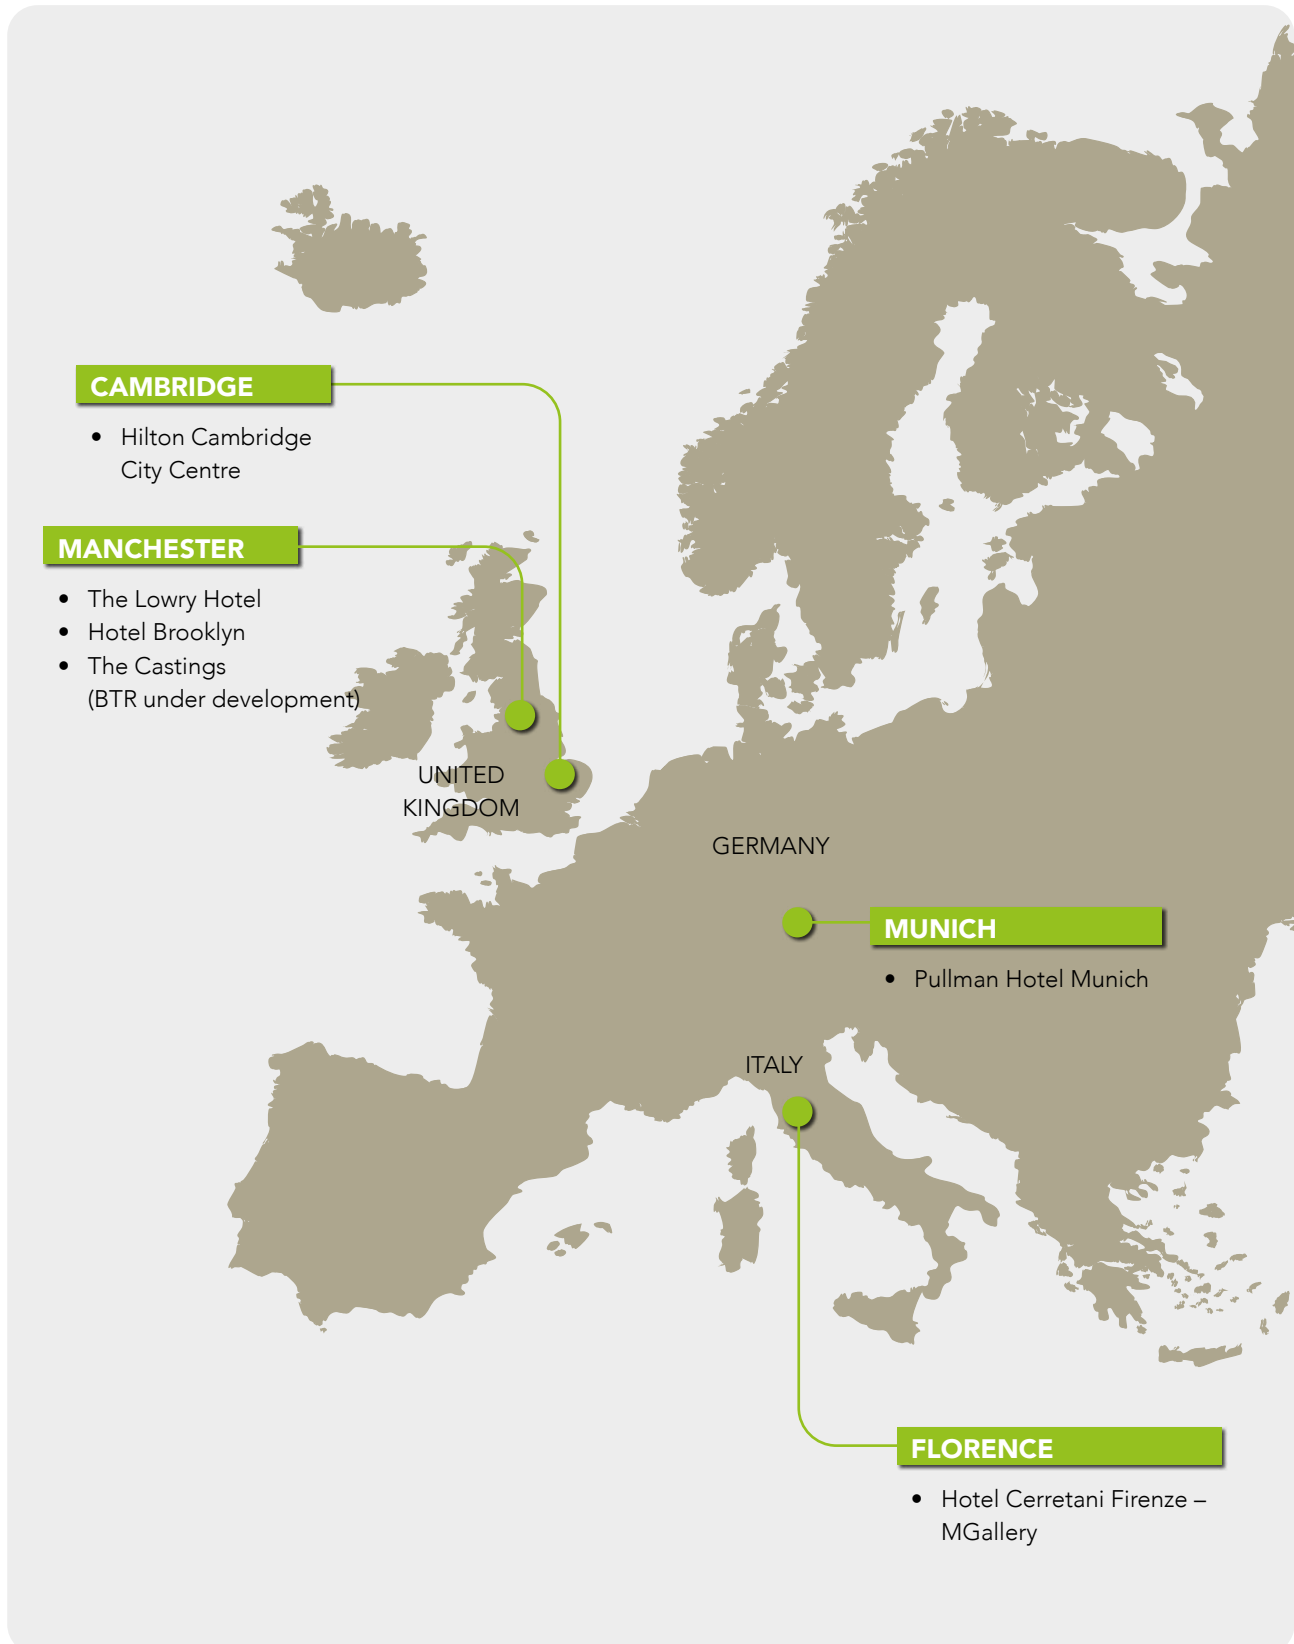 CAMBRIDGE
• Hilton Cambridge
City Centre
MANCHESTER
• The Lowry Hotel
• Hotel Brooklyn
• The Castings
(BTR under development)
UNITED
KINGDOM
GERMANY
MUNICH
• Pullman Hotel Munich
ITALY
FLORENCE
• Hotel Cerretani Firenze –
MGallery